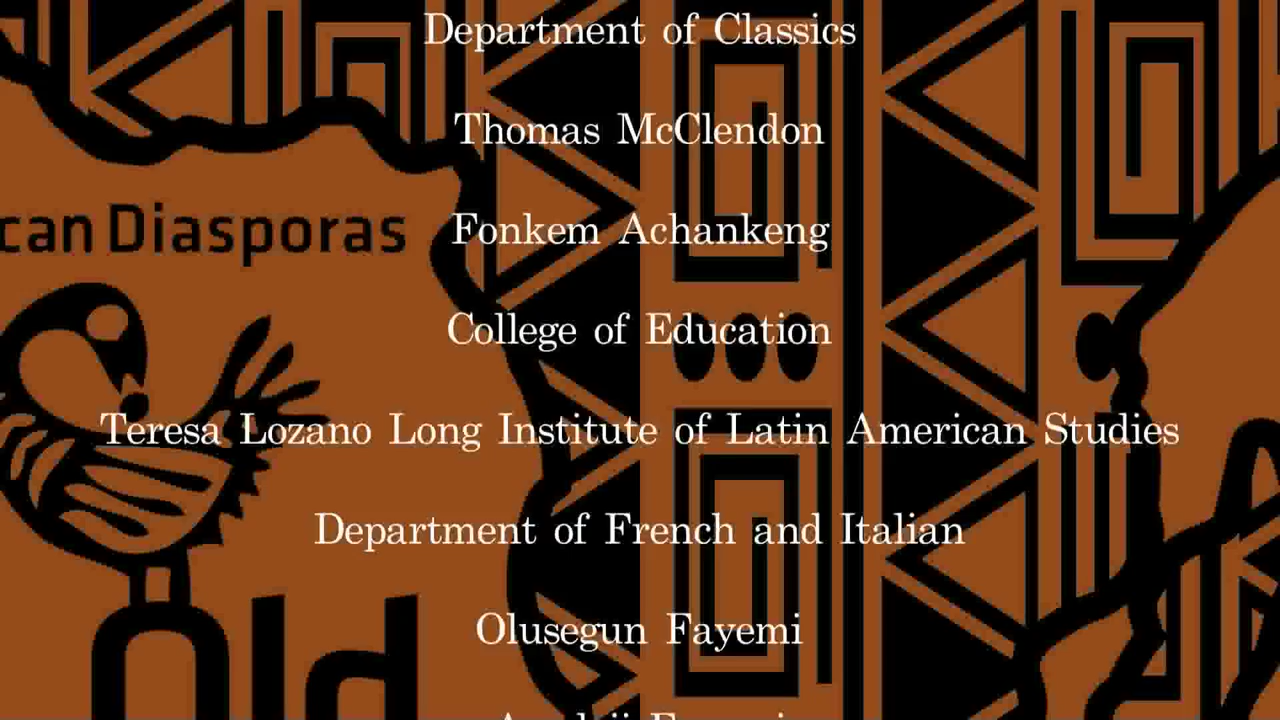 Department of Classics
Thomas McClendon
can Diasporas
Fonkem Achankeng
College of Education
Teresa Lozano Long Institute of Latin American Studies
Department of French and Italian
Olusegun Fayemi
Old